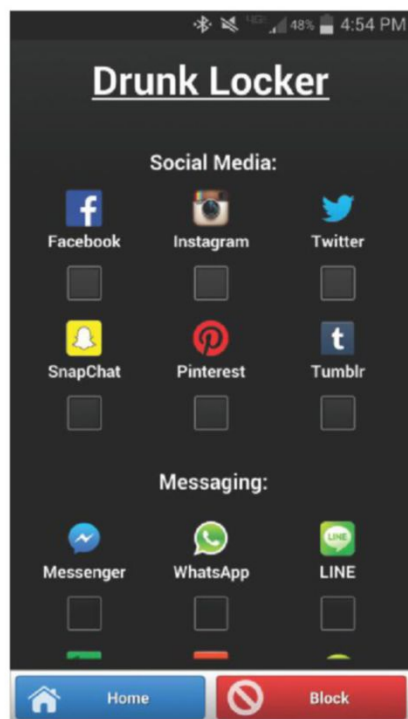 48% 4:54 PM
Drunk Locker
Social Media:
Facebook Instagram Twitter
SnapChat Pinterest Tumblr
Messaging:
Messenger WhatsApp LINE
Home Block